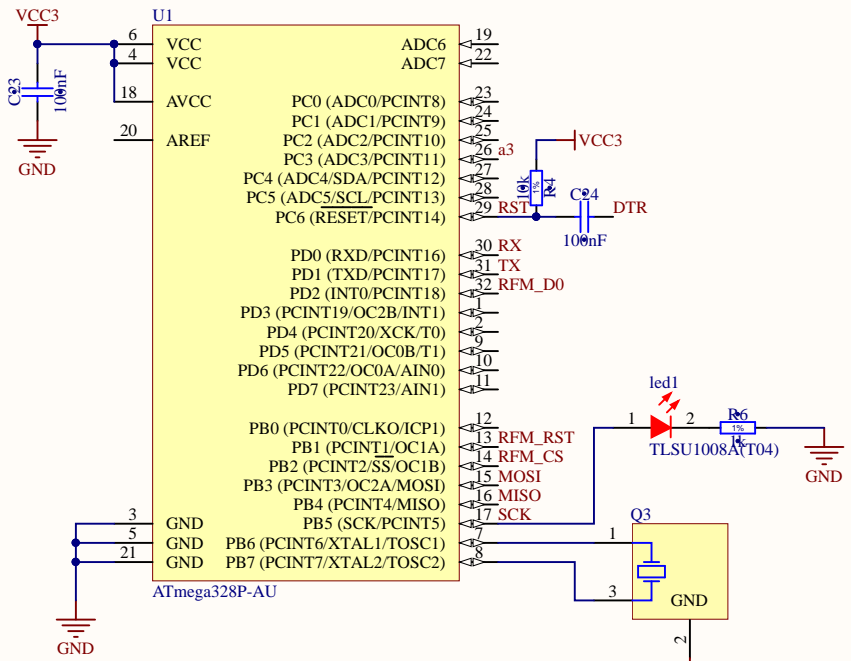 VCC3
U1
6 VCC
4 VCC
18 AVCC
20 AREF
C23
100nF
GND
ADC6 19
ADC7 22
PC0 (ADC0/PCINT8) 23
PC1 (ADC1/PCINT9) 24
PC2 (ADC2/PCINT10) 25
PC3 (ADC3/PCINT11) 26 a3
PC4 (ADC4/SDA/PCINT12) 27
PC5 (ADC5/SCL/PCINT13) 28
PC6 (RESET/PCINT14) 29 RST
VCC3
10k
1%
R4
C24
100nF
DTR
PD0 (RXD/PCINT16) 30 RX
PD1 (TXD/PCINT17) 31 TX
PD2 (INT0/PCINT18) 32 RFM_D0
PD3 (PCINT19/OC2B/INT1) 1
PD4 (PCINT20/XCK/T0) 2
PD5 (PCINT21/OC0B/T1) 9
PD6 (PCINT22/OC0A/AIN0) 10
PD7 (PCINT23/AIN1) 11
PB0 (PCINT0/CLKO/ICP1) 12
PB1 (PCINT1/OC1A) 13 RFM_RST
PB2 (PCINT2/SS/OC1B) 14 RFM_CS
PB3 (PCINT3/OC2A/MOSI) 15 MOSI
PB4 (PCINT4/MISO) 16 MISO
PB5 (SCK/PCINT5) 17 SCK
PB6 (PCINT6/XTAL1/TOSC1) 7
PB7 (PCINT7/XTAL2/TOSC2) 8
led1
1 2
R6
1%
1k
TLSU1008A(T04)
GND
3 GND
5 GND
21 GND
GND
ATmega328P-AU
Q3
1
3
GND
2